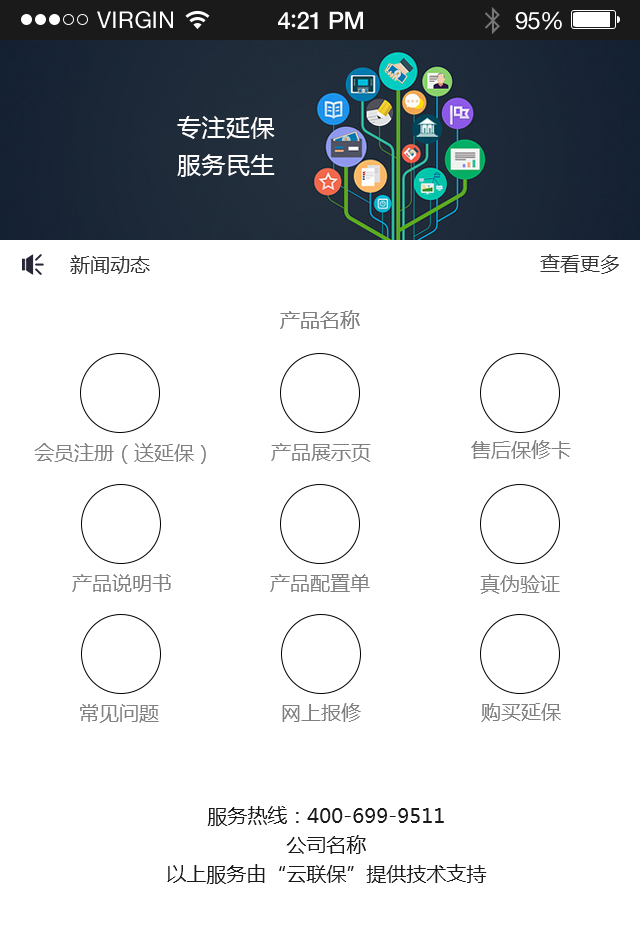 VIRGIN 4:21 PM 95%
专注延保
服务民生
新闻动态 查看更多
产品名称
会员注册（送延保） 产品展示页 售后保修卡
产品说明书 产品配置单 真伪验证
常见问题 网上报修 购买延保
服务热线：400-699-9511
公司名称
以上服务由“云联保”提供技术支持